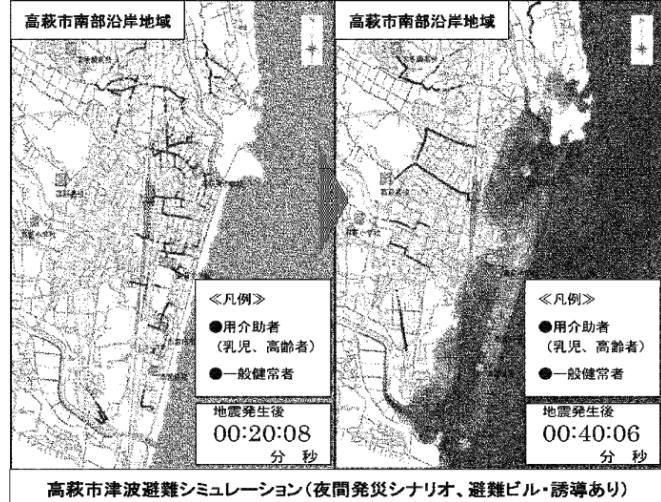 高萩市南部沿岸地域
≪凡例≫
●用介助者
(乳児、高齢者)
●一般健常者
地震発生後
00:20:08
分 秒
高萩市南部沿岸地域
≪凡例≫
●用介助者
(乳児、高齢者)
●一般健常者
地震発生後
00:40:06
分 秒
高萩市津波避難シミュレーション(夜間発災シナリオ、避難ビル・誘導あり)